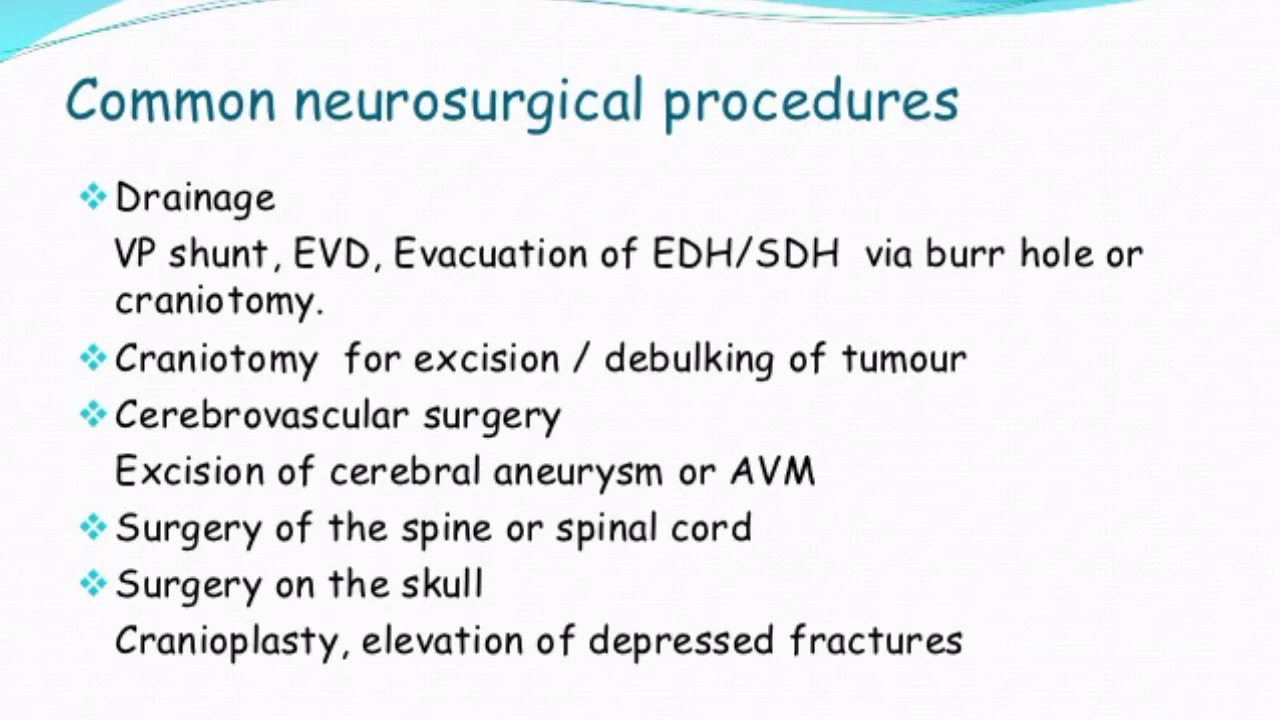 Common neurosurgical procedures
Drainage
VP shunt, EVD, Evacuation of EDH/SDH via burr hole or
craniotomy.
Craniotomy for excision / debulking of tumour
Cerebrovascular surgery
Excision of cerebral aneurysm or AVM
Surgery of the spine or spinal cord
Surgery on the skull
Cranioplasty, elevation of depressed fractures